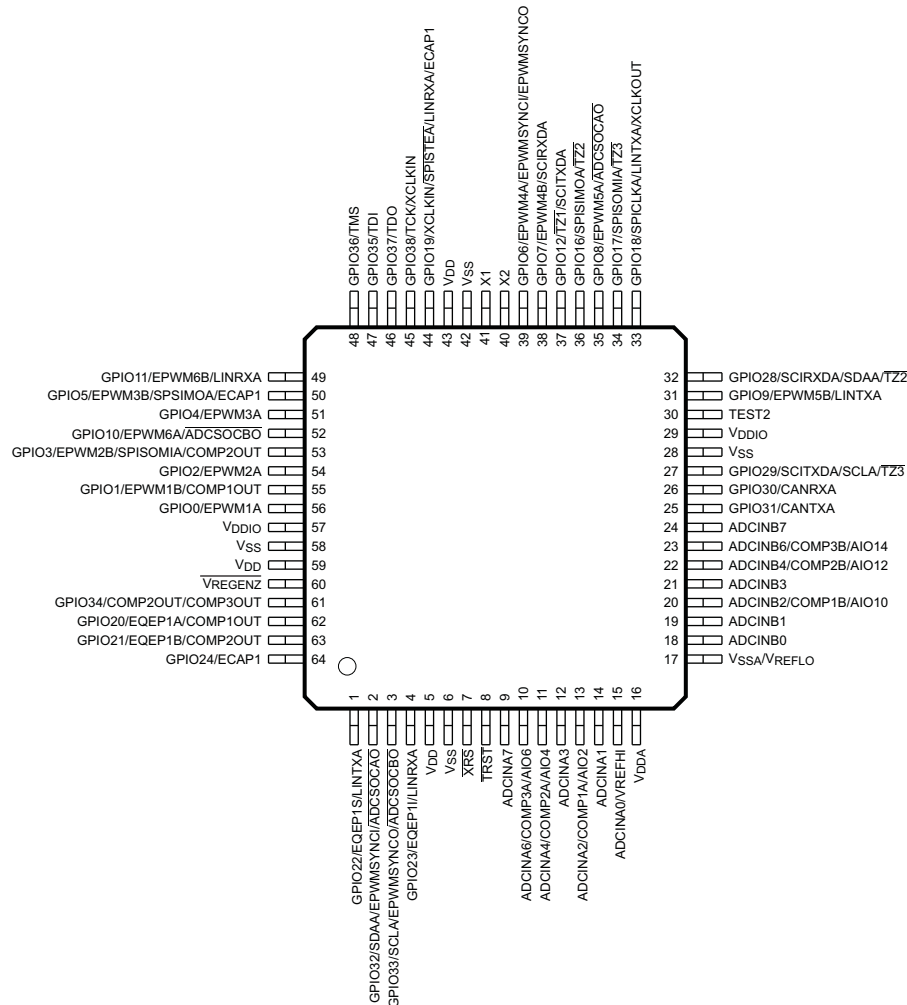 GPIO36/TMS
GPIO35/TDI
GPIO37/TDO
GPIO38/TCK/XCLKIN
GPIO19/XCLKIN/SPISTEA/LINRXA/ECAP1
VDD
VSS
X1
X2
GPIO6/EPWM4A/EPWMSYNCI/EPWMSYNCO
GPIO7/EPWM4B/SCIRXDA
GPIO12/TZ1/SCITXDA
GPIO16/SPISIMOA/TZ2
GPIO8/EPWM5A/ADCSOCAO
GPIO17/SPISOMIA/TZ3
GPIO18/SPICLKA/LINTXA/XCLKOUT
48 47 46 45 44 43 42 41 40 39 38 37 36 35 34 33
GPIO11/EPWM6B/LINRXA 49
GPIO5/EPWM3B/SPSIMOA/ECAP1 50
GPIO4/EPWM3A 51
GPIO10/EPWM6A/ADCSOCBO 52
GPIO3/EPWM2B/SPISOMIA/COMP2OUT 53
GPIO2/EPWM2A 54
GPIO1/EPWM1B/COMP1OUT 55
GPIO0/EPWM1A 56
VDDIO 57
VSS 58
VDD 59
VREGENZ 60
GPIO34/COMP2OUT/COMP3OUT 61
GPIO20/EQEP1A/COMP1OUT 62
GPIO21/EQEP1B/COMP2OUT 63
GPIO24/ECAP1 64
32 GPIO28/SCIRXDA/SDAA/TZ2
31 GPIO9/EPWM5B/LINTXA
30 TEST2
29 VDDIO
28 VSS
27 GPIO29/SCITXDA/SCLA/TZ3
26 GPIO30/CANRXA
25 GPIO31/CANTXA
24 ADCINB7
23 ADCINB6/COMP3B/AIO14
22 ADCINB4/COMP2B/AIO12
21 ADCINB3
20 ADCINB2/COMP1B/AIO10
19 ADCINB1
18 ADCINB0
17 VSSA/VREFLO
1 2 3 4 5 6 7 8 9 10 11 12 13 14 15 16
GPIO22/EQEP1S/LINTXA
GPIO32/SDAA/EPWMSYNCI/ADCSOCAO
GPIO33/SCLA/EPWMSYNCO/ADCSOCBO
GPIO23/EQEP1I/LINRXA
VDD
VSS
XRS
TRST
ADCINA7
ADCINA6/COMP3A/AIO6
ADCINA4/COMP2A/AIO4
ADCINA3
ADCINA2/COMP1A/AIO2
ADCINA1
ADCINA0/VREFHI
VDDA